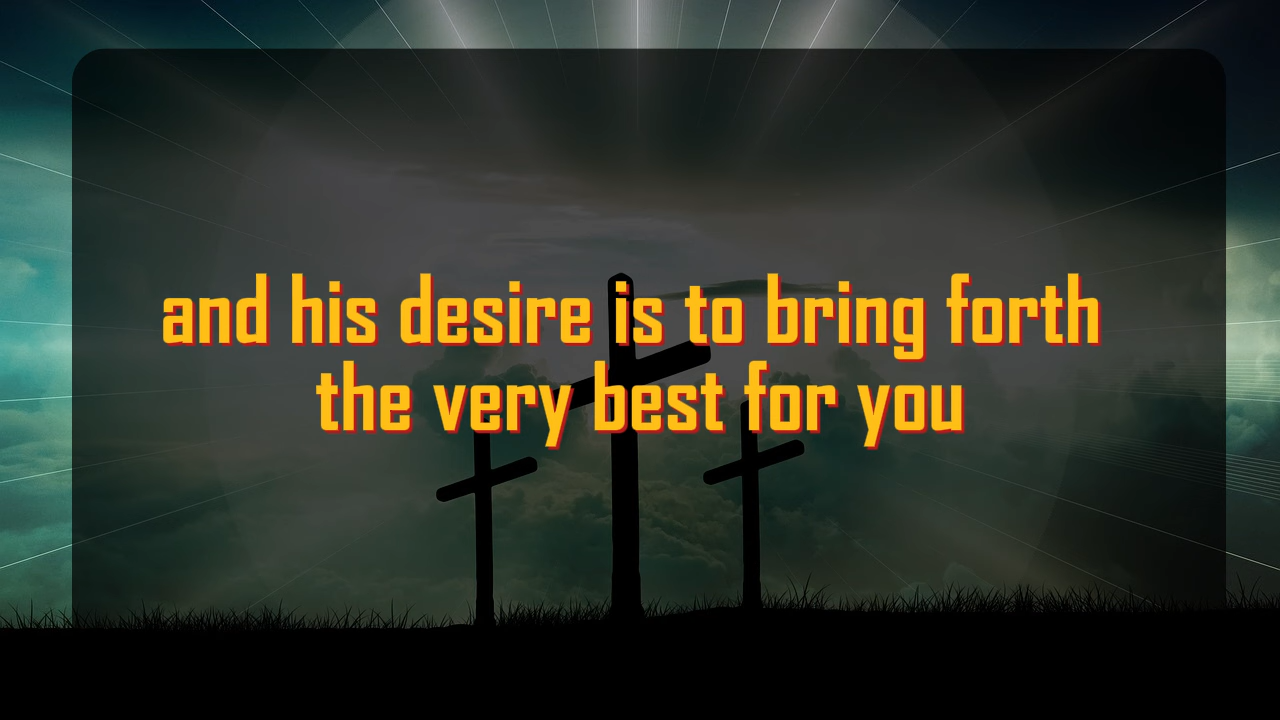 and his desire is to bring forth
the very best for you